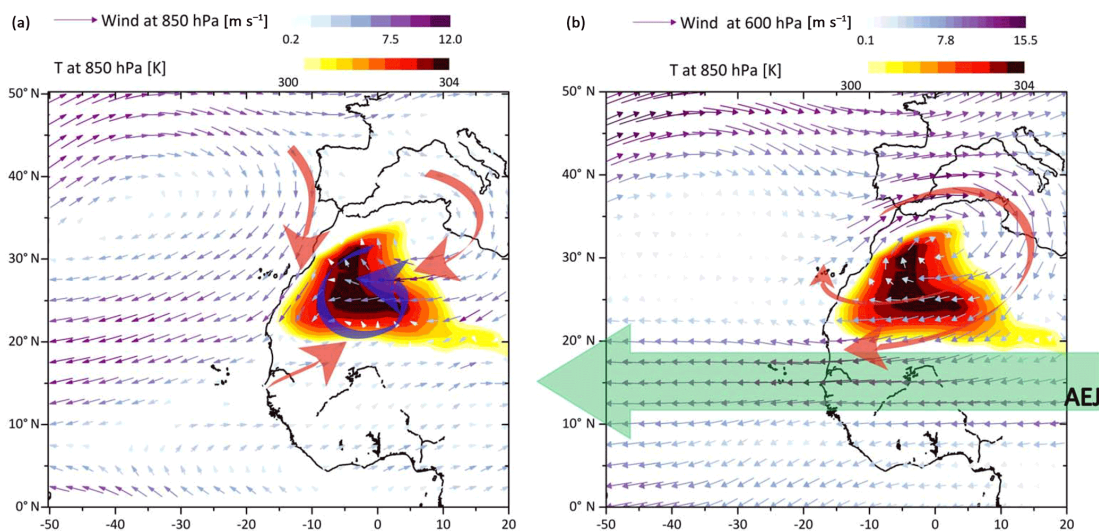 (a) Wind at 850 hPa [m s⁻¹]
0.2 7.5 12.0
T at 850 hPa [K]
300 304
50° N
40° N
30° N
20° N
10° N
0° N
-50 -40 -30 -20 -10 0 10 20
(b) Wind at 600 hPa [m s⁻¹]
0.1 7.8 15.5
T at 850 hPa [K]
300 304
50° N
40° N
30° N
20° N
10° N
0° N
-50 -40 -30 -20 -10 0 10 20
AEJ